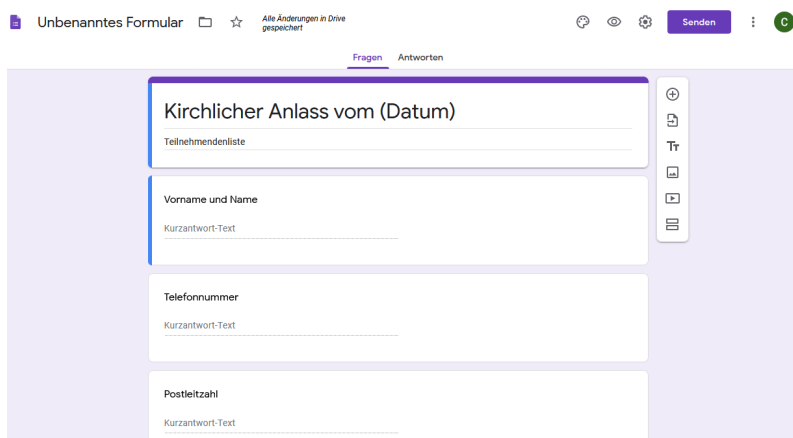 Unbenanntes Formular
Alle Änderungen in Drive
gespeichert
Senden
C
Fragen Antworten
Kirchlicher Anlass vom (Datum)
Teilnehmendenliste
Tт
Vorname und Name
Kurzantwort-Text
Telefonnummer
Kurzantwort-Text
Postleitzahl
Kurzantwort-Text